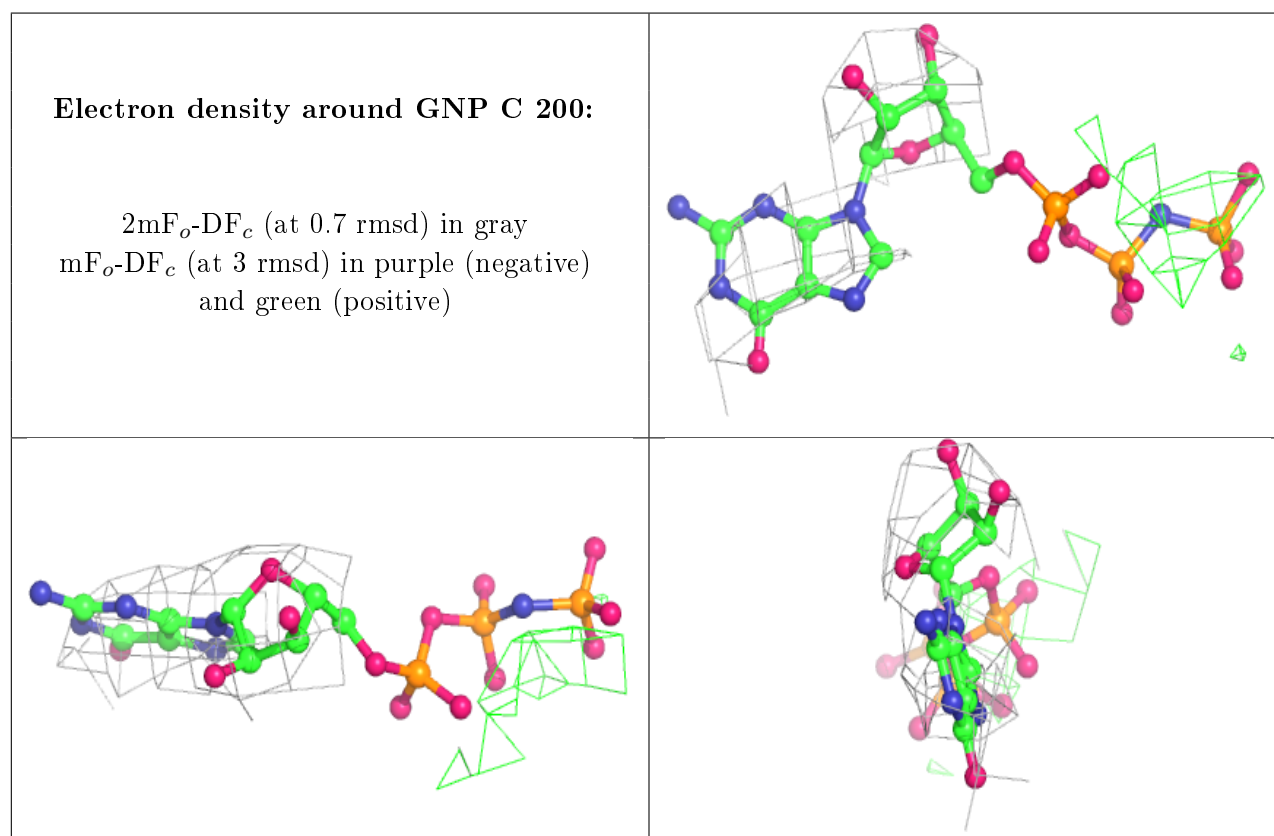 Electron density around GNP C 200:
2mFo-DFc (at 0.7 rmsd) in gray
mFo-DFc (at 3 rmsd) in purple (negative)
and green (positive)